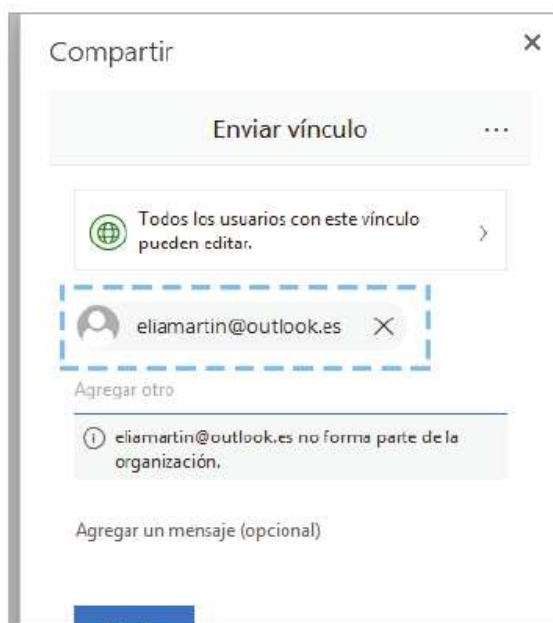 Compartir
Enviar vínculo
Todos los usuarios con este vínculo
pueden editar.
eliamartin@outlook.es
Agregar otro
eliamartin@outlook.es no forma parte de la
organización.
Agregar un mensaje (opcional)